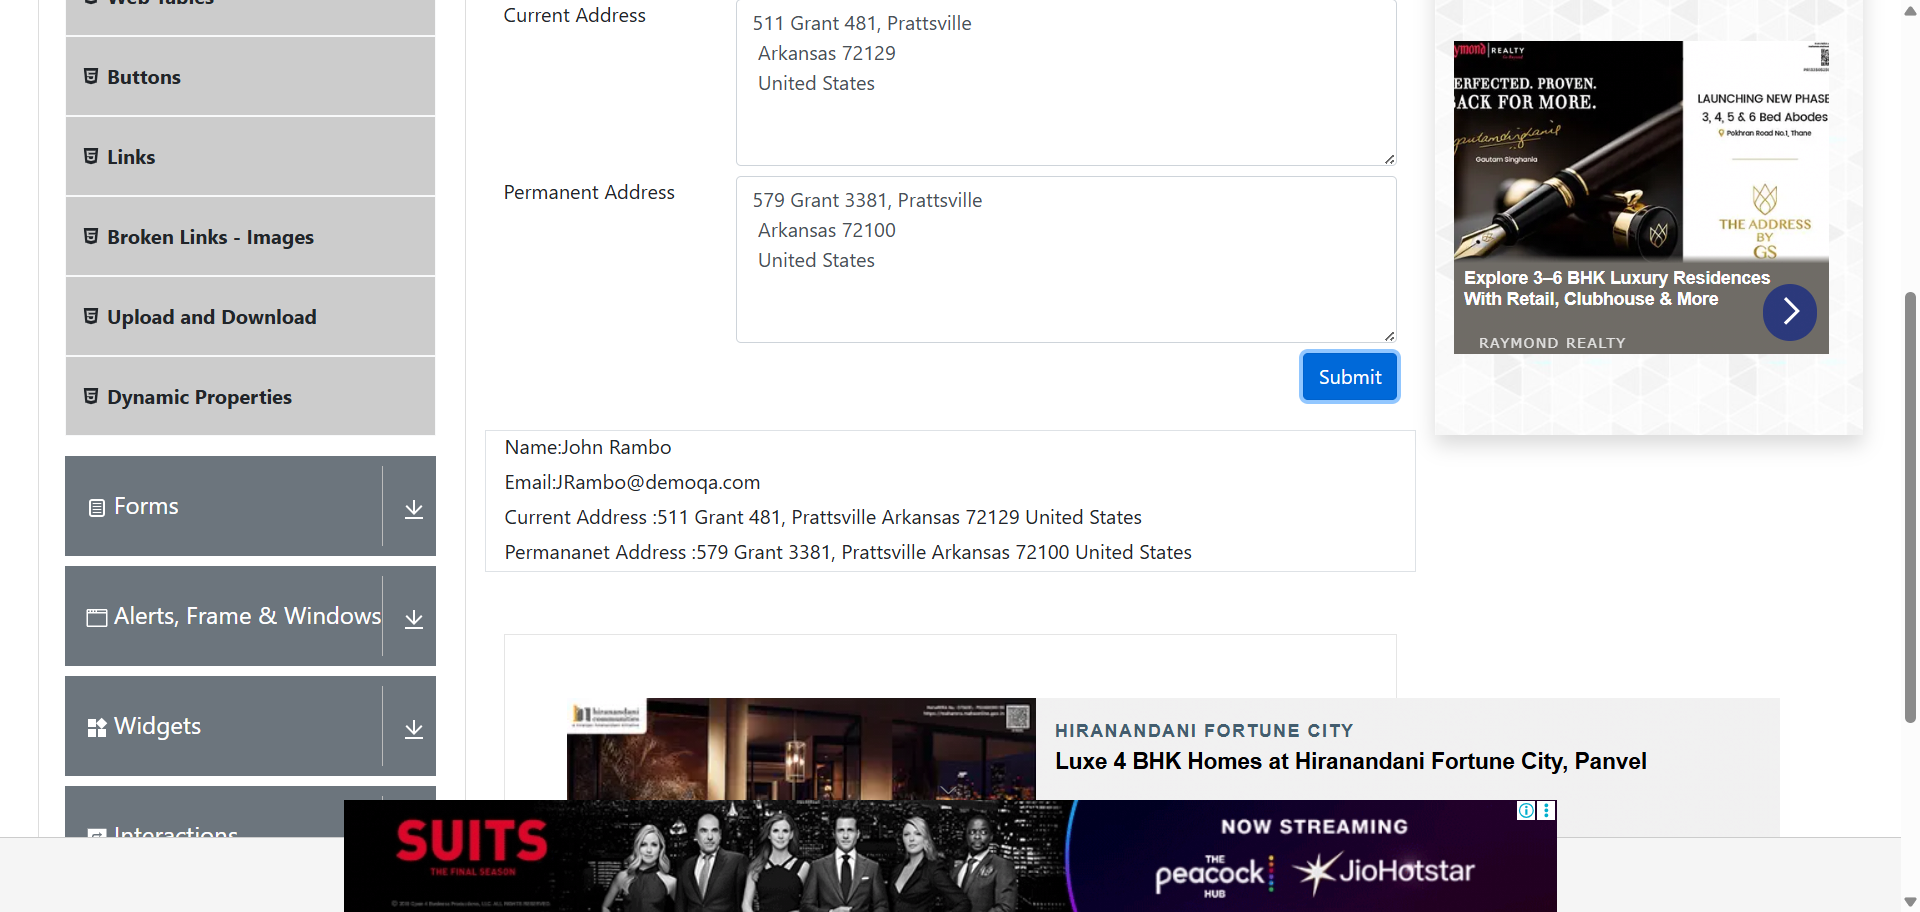 Web Tables
Buttons
Links
Broken Links - Images
Upload and Download
Dynamic Properties
Forms
Alerts, Frame & Windows
Widgets
Interactions
Current Address
511 Grant 481, Prattsville
Arkansas 72129
United States
Permanent Address
579 Grant 3381, Prattsville
Arkansas 72100
United States
Submit
Name:John Rambo
Email:JRambo@demoqa.com
Current Address :511 Grant 481, Prattsville Arkansas 72129 United States
Permananet Address :579 Grant 3381, Prattsville Arkansas 72100 United States
ymond REALTY
ERFECTED. PROVEN.
ACK FOR MORE.
Gautam Singhania
LAUNCHING NEW PHASE
3, 4, 5 & 6 Bed Abodes
Pokhran Road No.1, Thane
THE ADDRESS
BY
GS
Explore 3–6 BHK Luxury Residences
With Retail, Clubhouse & More
RAYMOND REALTY
hiranandani
communities
HIRANANDANI FORTUNE CITY
Luxe 4 BHK Homes at Hiranandani Fortune City, Panvel
SUITS
THE FINAL SEASON
NOW STREAMING
THE
peacock
HUB
JioHotstar